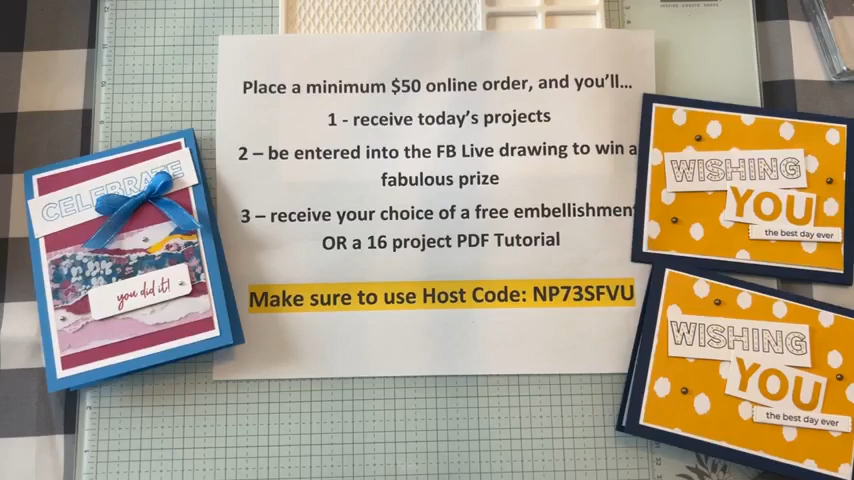 Place a minimum $50 online order, and you'll...
1 - receive today's projects
2 – be entered into the FB Live drawing to win a
fabulous prize
3 – receive your choice of a free embellishment
OR a 16 project PDF Tutorial
Make sure to use Host Code: NP73SFVU
CELEBRATE
you did it!
WISHING
YOU
the best day ever
WISHING
YOU
the best day ever